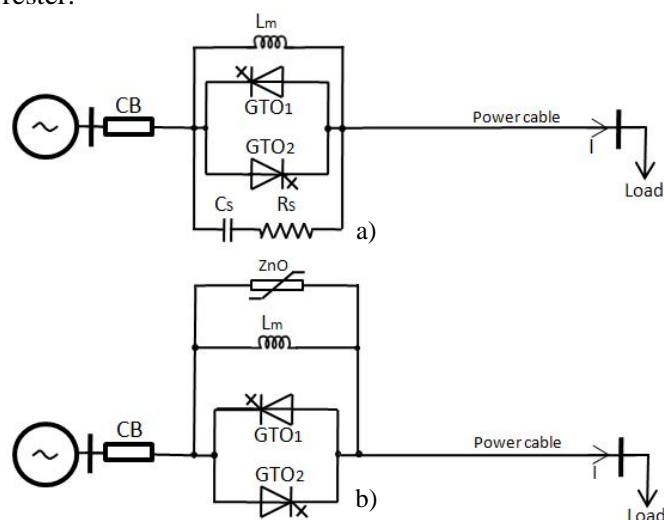 rester.
Lm
CB
GTO1
GTO2
Power cable
I
Load
Cs
Rs
a)
ZnO
Lm
CB
GTO1
GTO2
Power cable
I
Load
b)